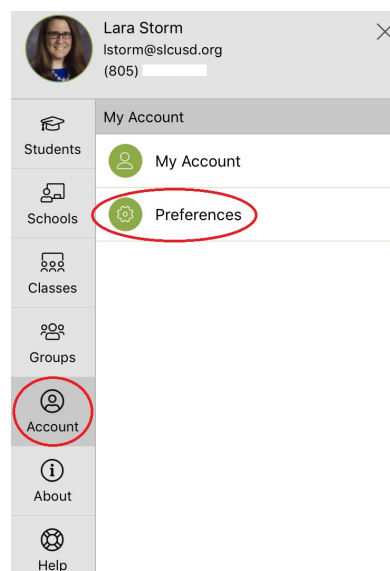 Lara Storm
lstorm@slcusd.org
(805)
My Account
Students
My Account
Schools
Preferences
Classes
Groups
Account
About
Help